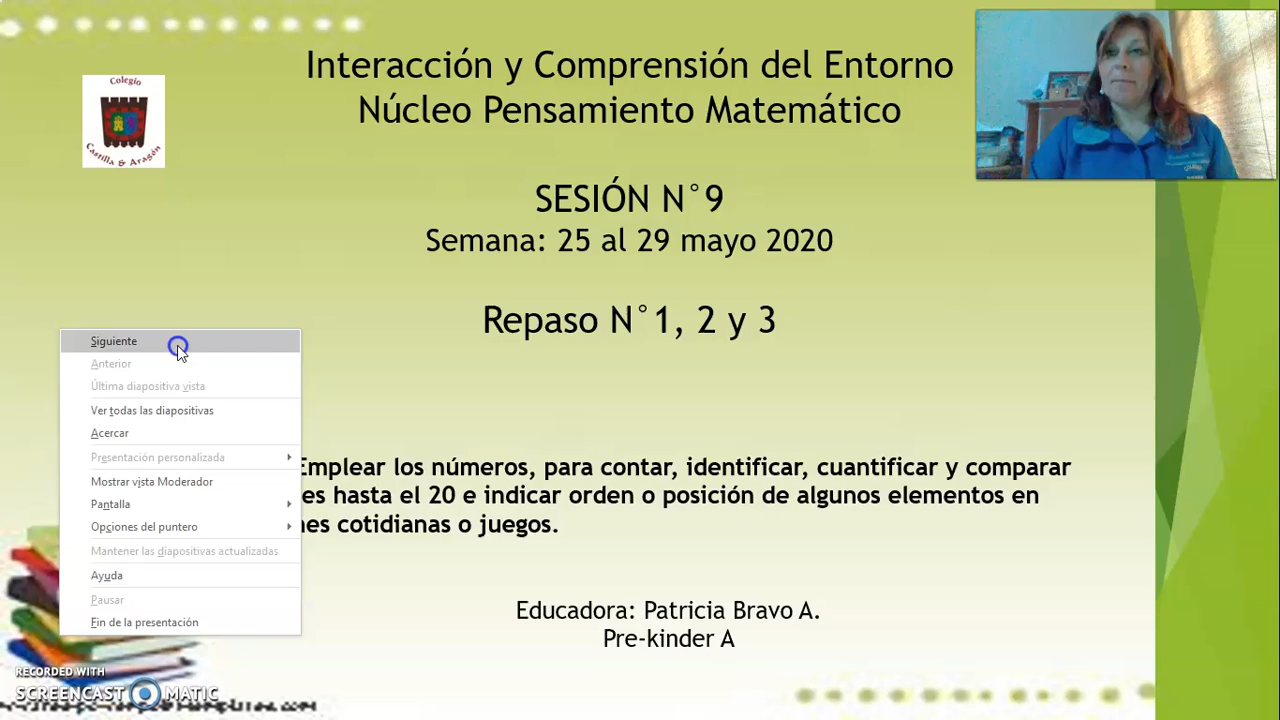 Interacción y Comprensión del Entorno
Núcleo Pensamiento Matemático
Colegio
Castilla & Aragón
SESIÓN N°9
Semana: 25 al 29 mayo 2020
Repaso N°1, 2 y 3
Siguiente
Anterior
Última diapositiva vista
Ver todas las diapositivas
Acercar
Presentación personalizada
Mostrar vista Moderador
Pantalla
Opciones del puntero
Mantener las diapositivas actualizadas
Ayuda
Pausar
Fin de la presentación
Emplear los números, para contar, identificar, cuantificar y comparar
es hasta el 20 e indicar orden o posición de algunos elementos en
nes cotidianas o juegos.
Educadora: Patricia Bravo A.
Pre-kinder A
RECORDED WITH
SCREENCAST MATIC